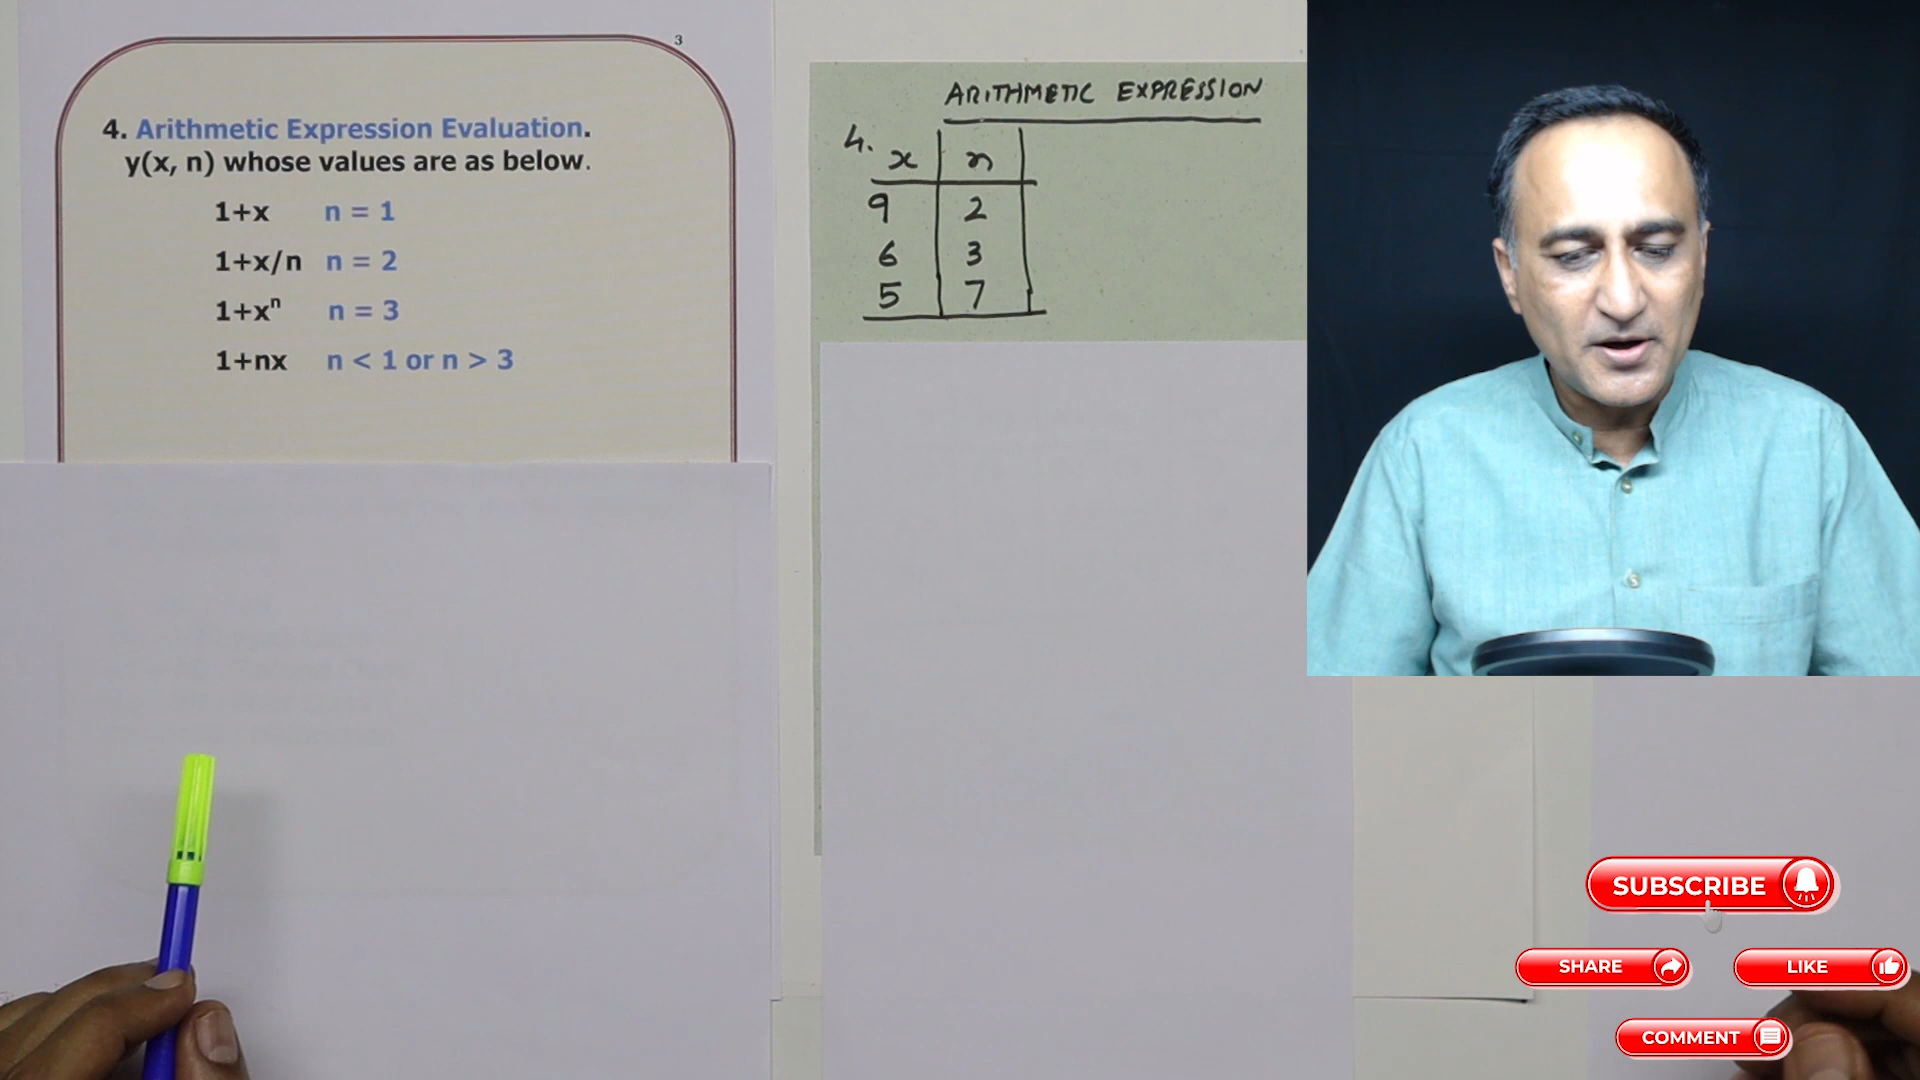 3
4. Arithmetic Expression Evaluation.
y(x, n) whose values are as below.
1+x n = 1
1+x/n n = 2
1+xⁿ n = 3
1+nx n < 1 or n > 3
ARITHMETIC EXPRESSION
4. x n
9 2
6 3
5 7
SUBSCRIBE
SHARE LIKE
COMMENT